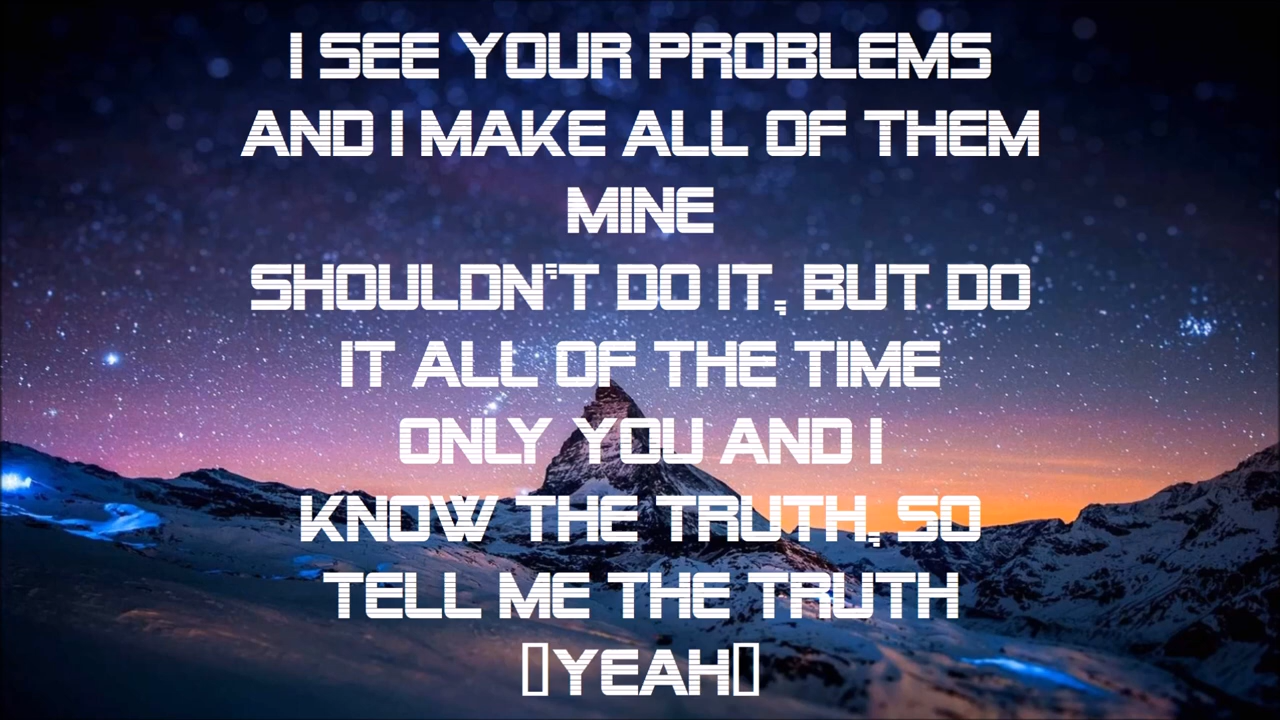 I SEE YOUR PROBLEMS
AND I MAKE ALL OF THEM
MINE
SHOULDN'T DO IT, BUT DO
IT ALL OF THE TIME
ONLY YOU AND I
KNOW THE TRUTH, SO
TELL ME THE TRUTH
▯YEAH▯